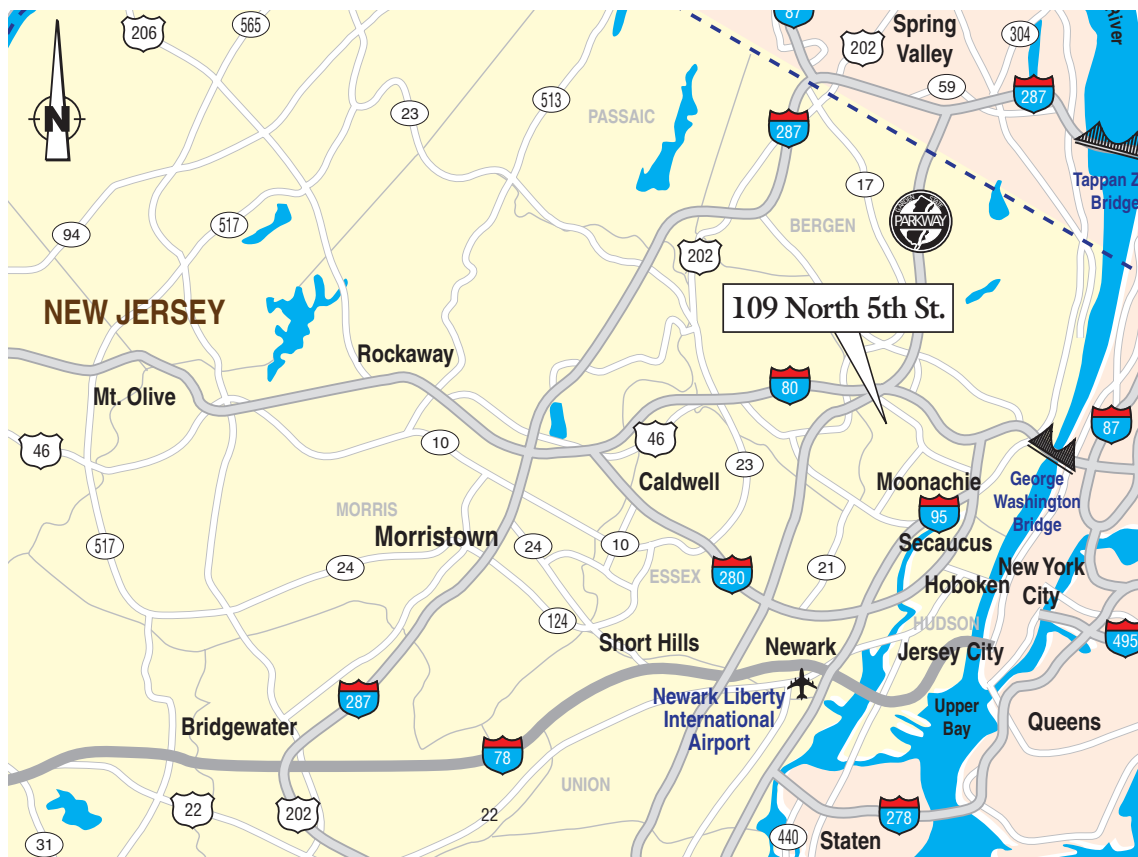 206
565
87
Spring
Valley
202
304
River
N
23
513
PASSAIC
59
287
287
Tappan Z
Bridge
17
94
517
BERGEN
GARDEN STATE
PARKWAY
202
NEW JERSEY
109 North 5th St.
Rockaway
Mt. Olive
80
46
10
46
87
Caldwell
23
Moonachie
George
Washington
Bridge
MORRIS
Morristown
95
Secaucus
517
24
24
10
ESSEX
280
21
Hoboken
New York
City
124
HUDSON
495
Short Hills
Newark
Jersey City
287
Newark Liberty
International
Airport
Bridgewater
Upper
Bay
Queens
78
UNION
22
202
22
278
31
440
Staten